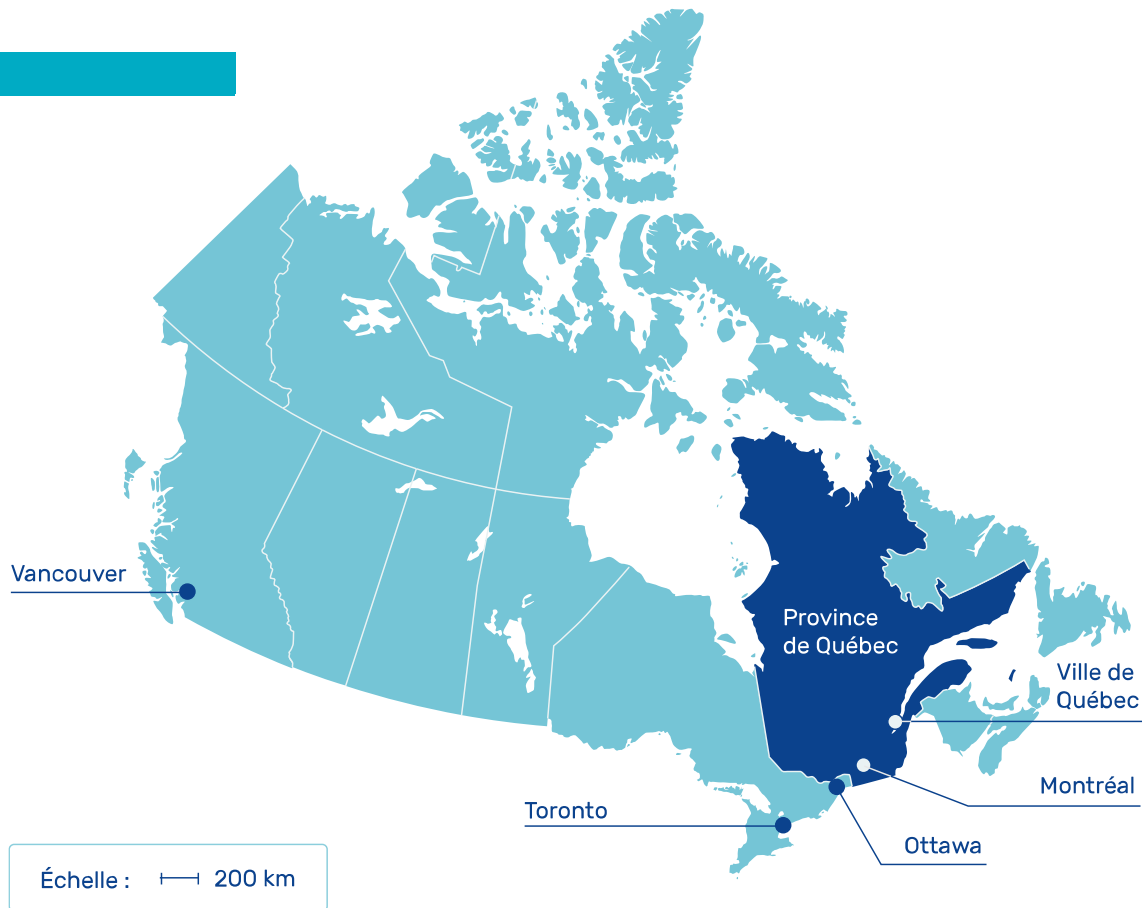 Vancouver
Province
de Québec
Ville de
Québec
Montréal
Toronto
Ottawa
Échelle : 200 km